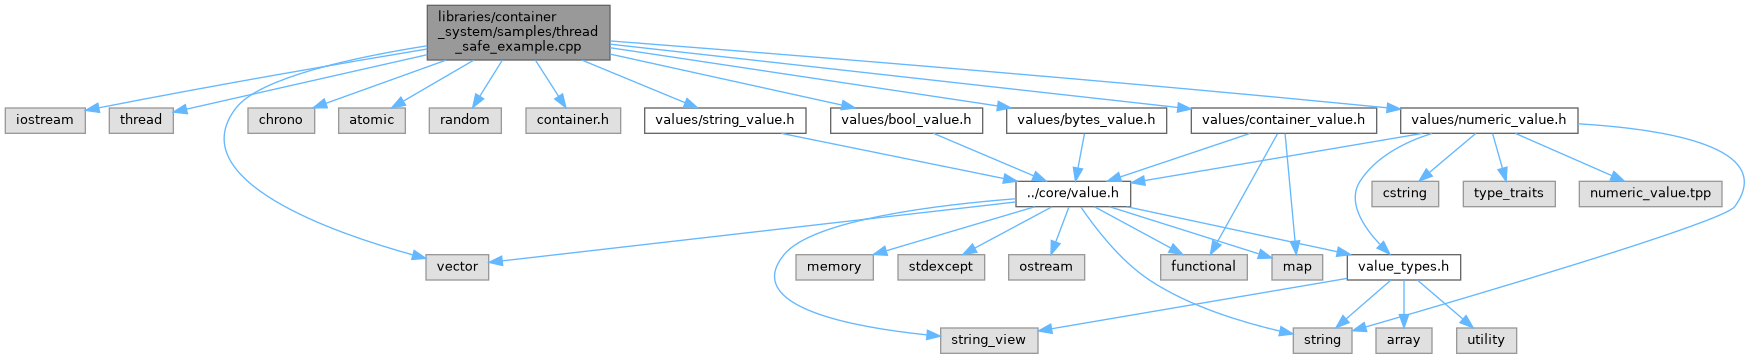 libraries/container
_system/samples/thread
_safe_example.cpp
iostream
thread
chrono
atomic
random
container.h
values/string_value.h
values/bool_value.h
values/bytes_value.h
values/container_value.h
values/numeric_value.h
../core/value.h
cstring
type_traits
numeric_value.tpp
vector
memory
stdexcept
ostream
functional
map
value_types.h
string_view
string
array
utility